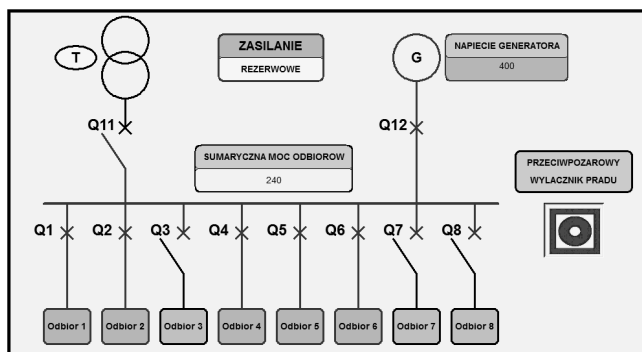 T
ZASILANIE
REZERWOWE
G
NAPIECIE GENERATORA
400
Q11
Q12
SUMARYCZNA MOC ODBIOROW
240
PRZECIWPOZAROWY
WYLACZNIK PRADU
Q1 Q2 Q3 Q4 Q5 Q6 Q7 Q8
Odbior 1 Odbior 2 Odbior 3 Odbior 4 Odbior 5 Odbior 6 Odbior 7 Odbior 8